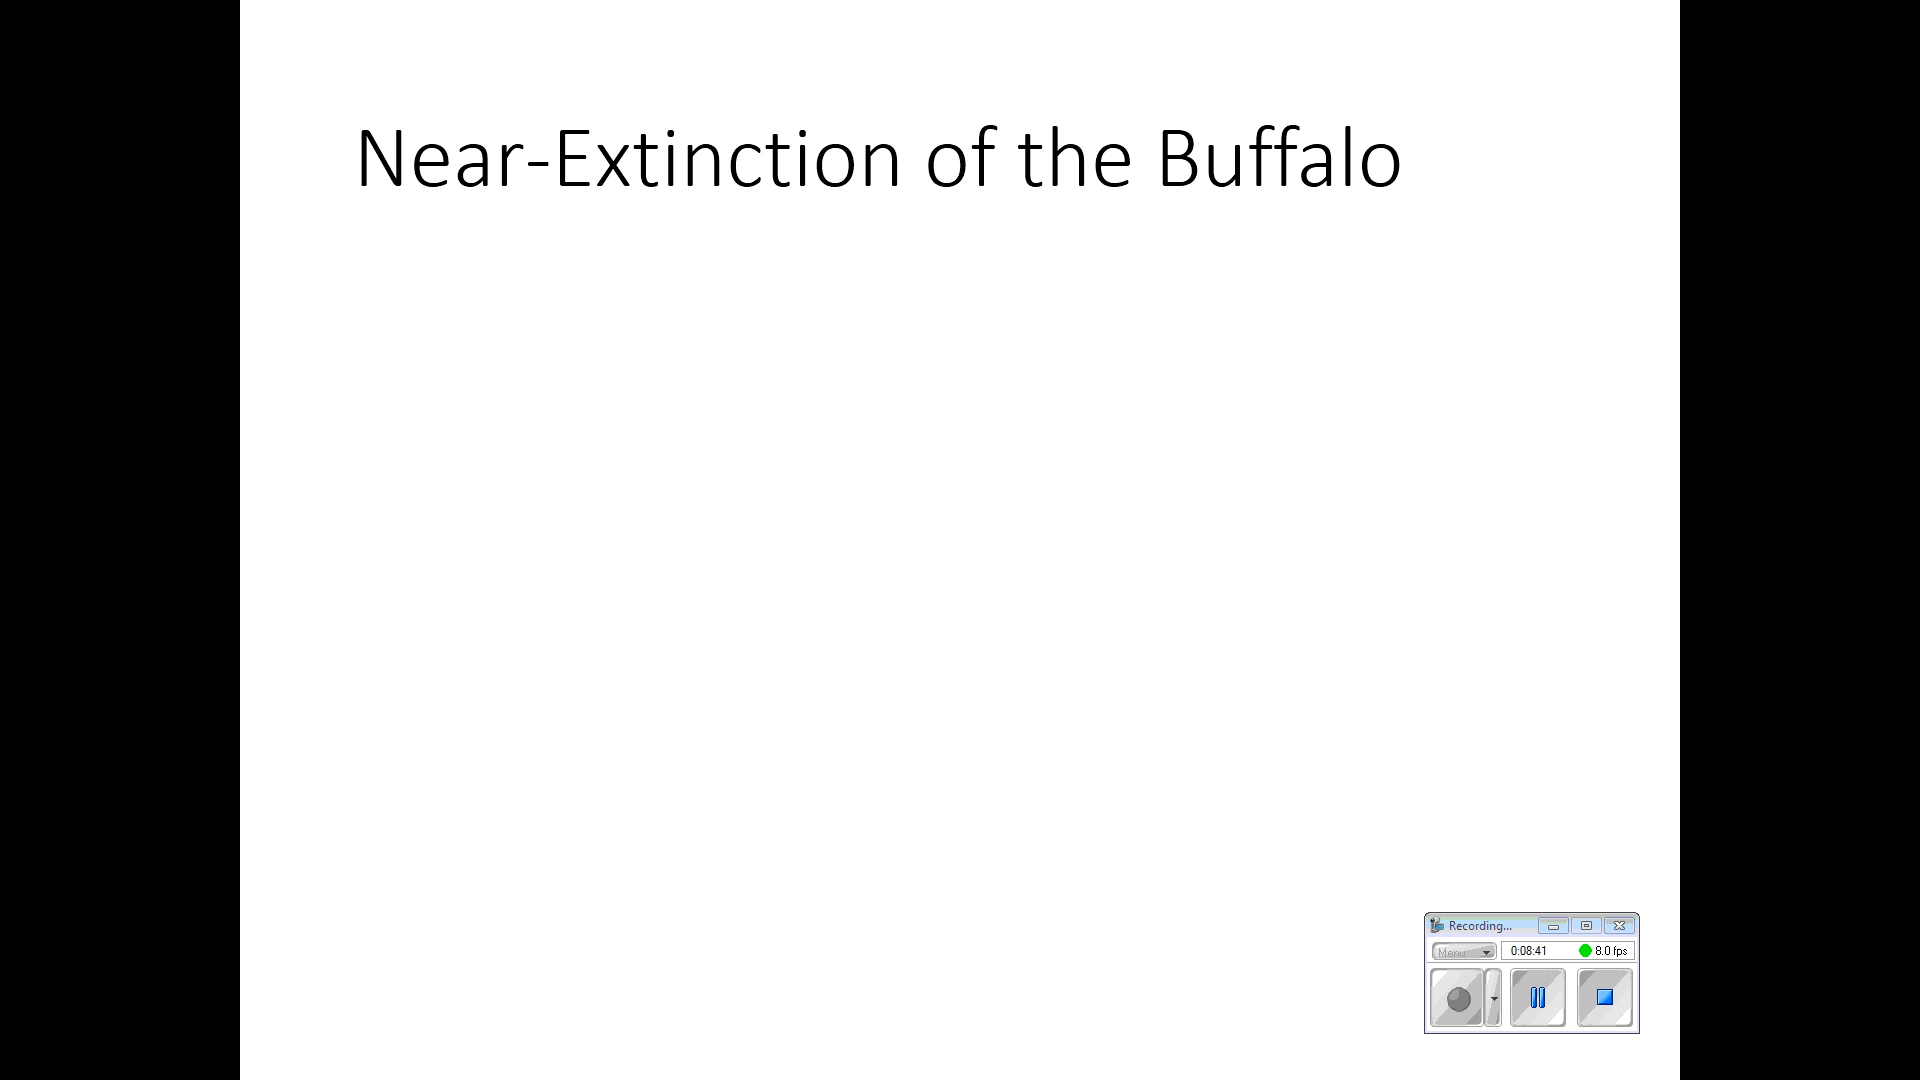 Near-Extinction of the Buffalo
Recording...
Menu
0:08:41
8.0 fps